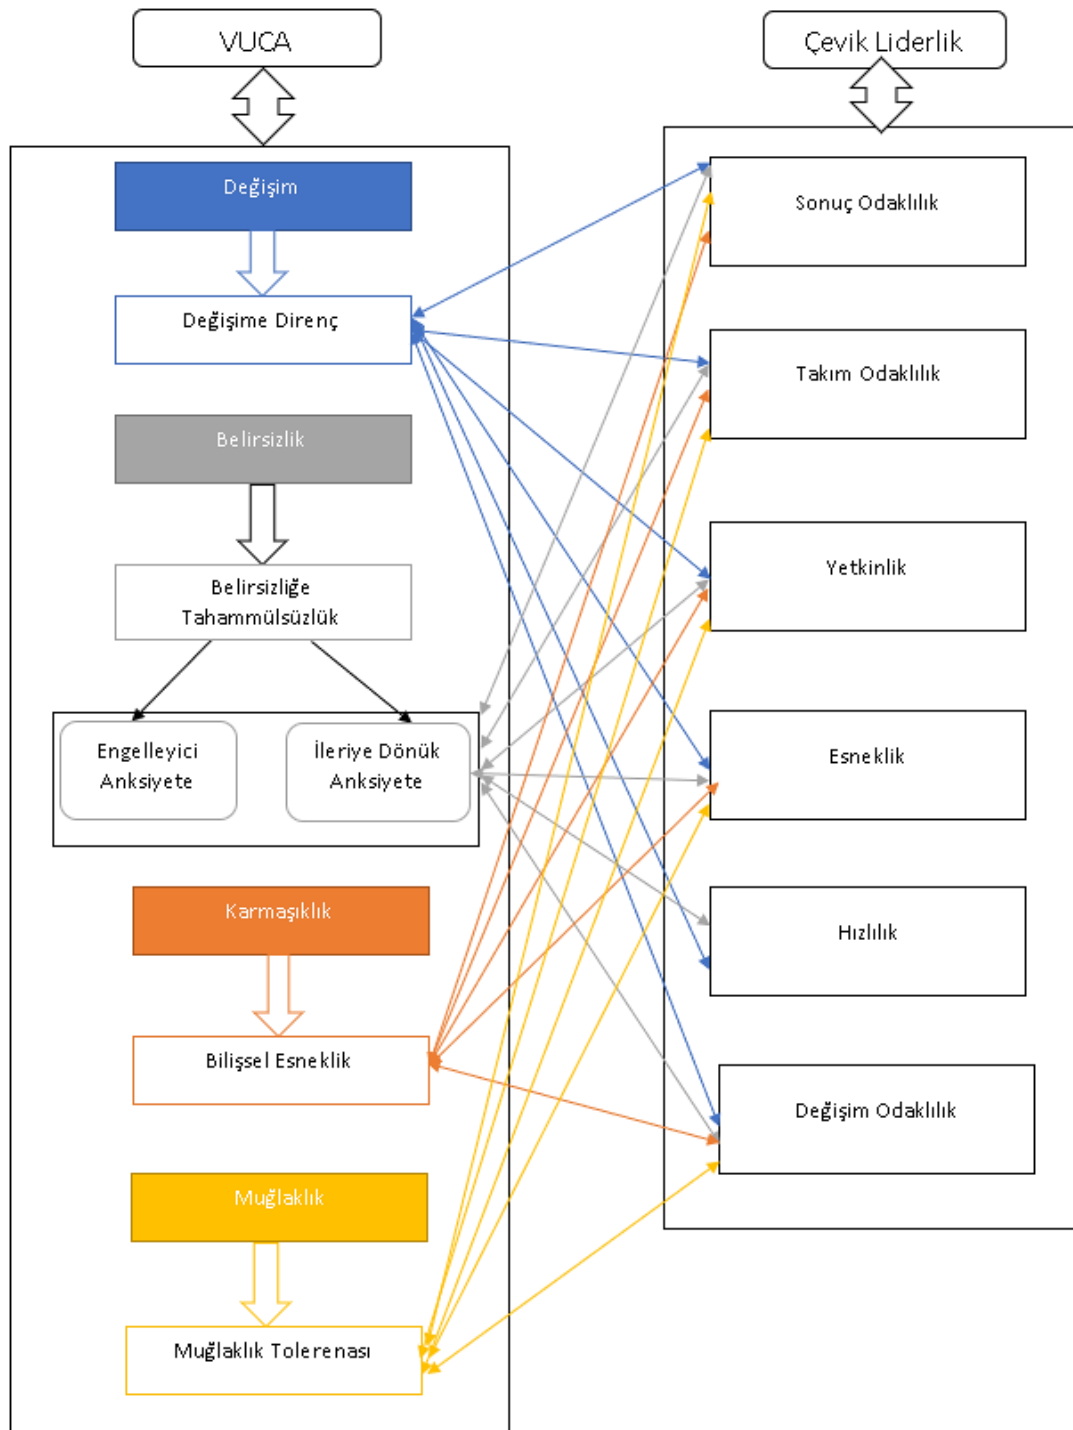 VUCA
Çevik Liderlik
Değişim
Değişime Direnç
Belirsizlik
Belirsizliğe
Tahammülsüzlük
Engelleyici
Anksiyete
İleriye Dönük
Anksiyete
Karmaşıklık
Bilişsel Esneklik
Muğlaklık
Muğlaklık Tolerenası
Sonuç Odaklılık
Takım Odaklılık
Yetkinlik
Esneklik
Hızlılık
Değişim Odaklılık